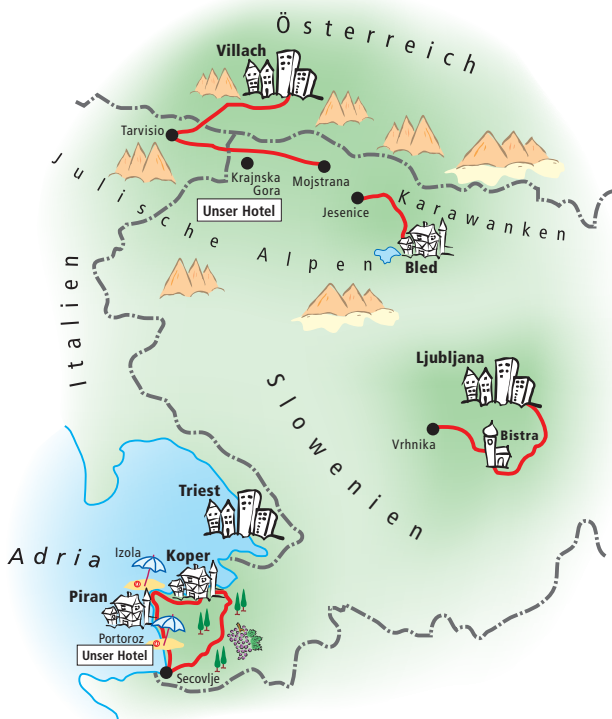 Österreich
Villach
Tarvisio
Krajnska
Gora
Mojstrana
Unser Hotel
Jesenice
Karawanken
Julische Alpen
Bled
Italien
Ljubljana
Slowenien
Vrhnika
Bistra
Triest
Adria
Izola
Koper
Piran
Portoroz
Unser Hotel
Secovlje